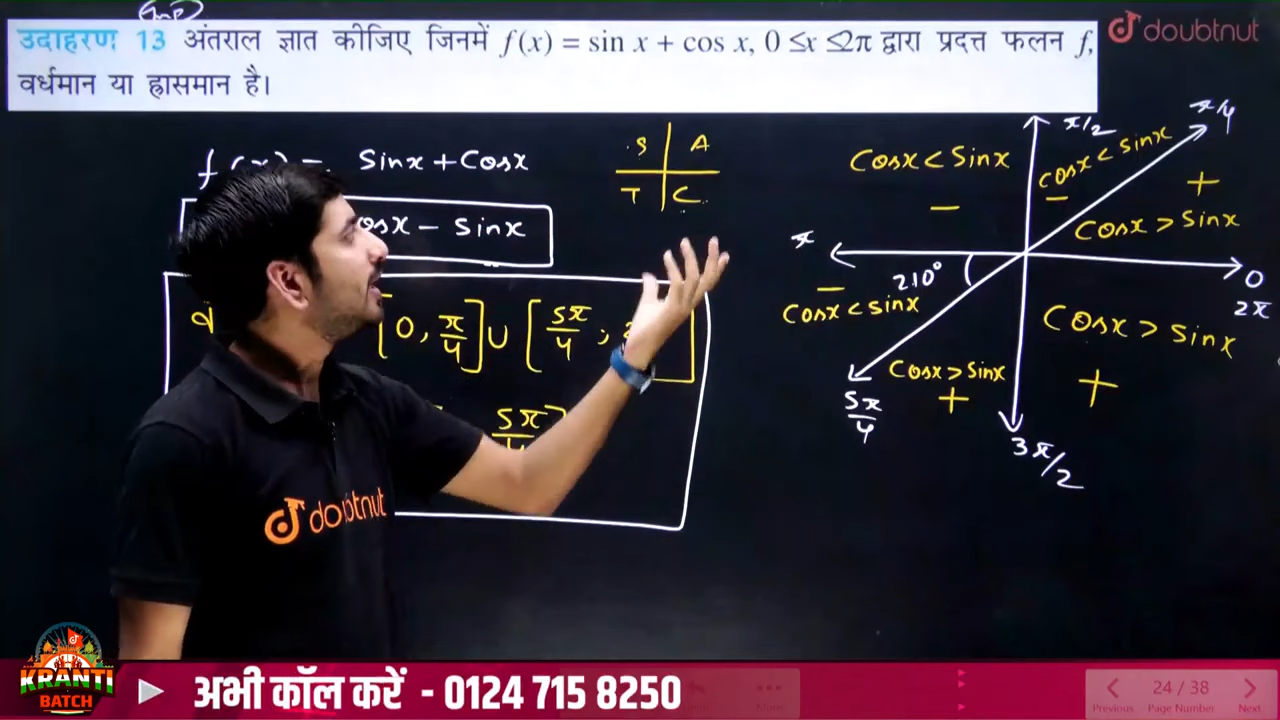 Imp
doubtnut
उदाहरण 13 अंतराल ज्ञात कीजिए जिनमें f(x) = sin x + cos x, 0 ≤x ≤2π द्वारा प्रदत्त फलन f,
वर्धमान या ह्रासमान है।
Sinx + Cosx
osx – sinx
[0, π/4] ∪ [5π/4,
5π/4
S A
T C
π/2
π/4
Cosx < Sinx
–
Cosx < Sinx
–
+
Cosx > Sinx
π
0
2π
210°
–
Cosx < Sinx
Cosx > Sinx
+
Cosx > Sinx
+
5π/4
3π/2
doubtnut
KRANTI
BATCH
अभी कॉल करें - 0124 715 8250
24 / 38
Previous Page Number Next